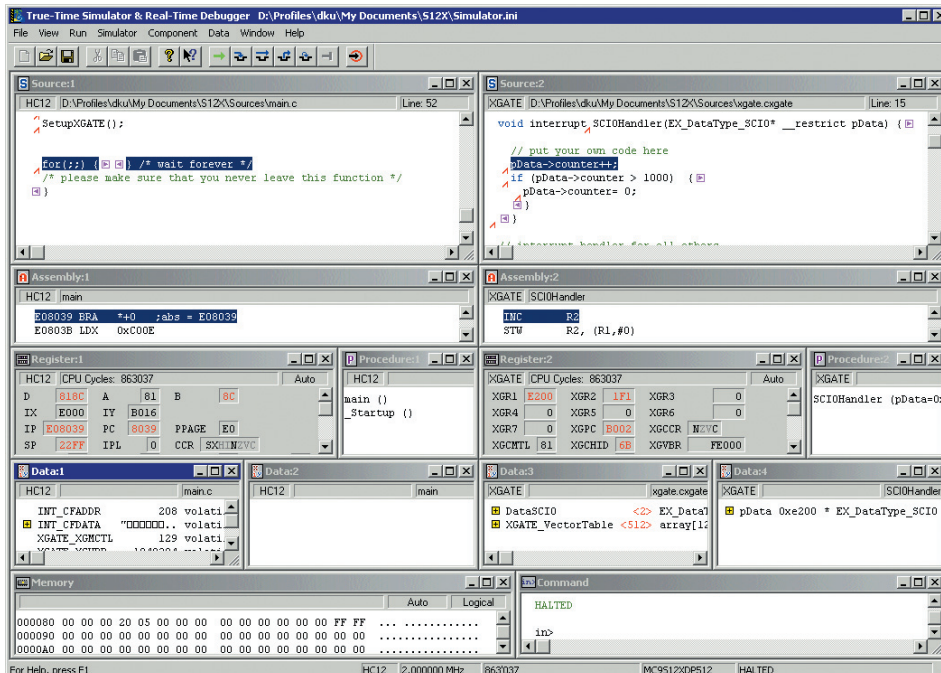 True-Time Simulator & Real-Time Debugger D:\Profiles\dku\My Documents\S12X\Simulator.ini
File View Run Simulator Component Data Window Help
Source:1
HC12 D:\Profiles\dku\My Documents\S12X\Sources\main.c Line: 52
SetupXGATE();
for(;;) { } /* wait forever */
/* please make sure that you never leave this function */
}
Source:2
XGATE D:\Profiles\dku\My Documents\S12X\Sources\xgate.cxgate Line: 15
void interrupt SCI0Handler(EX_DataType_SCI0* __restrict pData) {
// put your own code here
pData->counter++;
if (pData->counter > 1000) {
pData->counter= 0;
}
}
// interrupt handler for all others
Assembly:1
HC12 main
E08039 BRA *+0 ;abs = E08039
E0803B LDX 0xC00E
Assembly:2
XGATE SCI0Handler
INC R2
STW R2, (R1,#0)
Register:1
HC12 CPU Cycles: 863037 Auto
D 818C A 81 B 8C
IX E000 IY B016
IP E08039 PC 8039 PPAGE E0
SP 22FF IPL 0 CCR SXHINZVC
Procedure:1
HC12
main ()
_Startup ()
Register:2
XGATE CPU Cycles: 863037 Auto
XGR1 E200 XGR2 1F1 XGR3 0
XGR4 0 XGR5 0 XGR6 0
XGR7 0 XGPC B002 XGCCR NZVC
XGCMTL 81 XGCHID 6B XGVBR FE000
Procedure:2
XGATE
SCI0Handler (pData=0x
Data:1
HC12 main.c
INT_CFADDR 208 volati
INT_CFDATA "▯▯▯▯▯▯.. volati
XGATE_XGMCTL 129 volati
Data:2
HC12 main
Data:3
XGATE xgate.cxgate
DataSCI0 <2> EX_DataT
XGATE_VectorTable <512> array[12
Data:4
XGATE SCI0Handler
pData 0xe200 * EX_DataType_SCI0
Memory
Auto Logical
000080 00 00 00 20 05 00 00 00 00 00 00 00 00 00 FF FF ... ............
000090 00 00 00 00 00 00 00 00 00 00 00 00 00 00 00 00 ................
0000A0 00 00 00 00 00 00 00 00 00 00 00 00 00 00 00 00 ................
Command
HALTED
in>
For Help, press F1 HC12 2.000000 MHz 863'037 MC9S12XDP512 HALTED